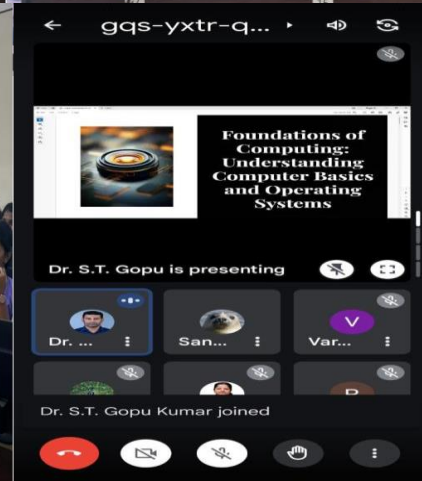 gqs-yxtr-q...
Foundations of
Computing:
Understanding
Computer Basics
and Operating
Systems
Dr. S.T. Gopu is presenting
Dr. ...
San...
V
Var...
Dr. S.T. Gopu Kumar joined